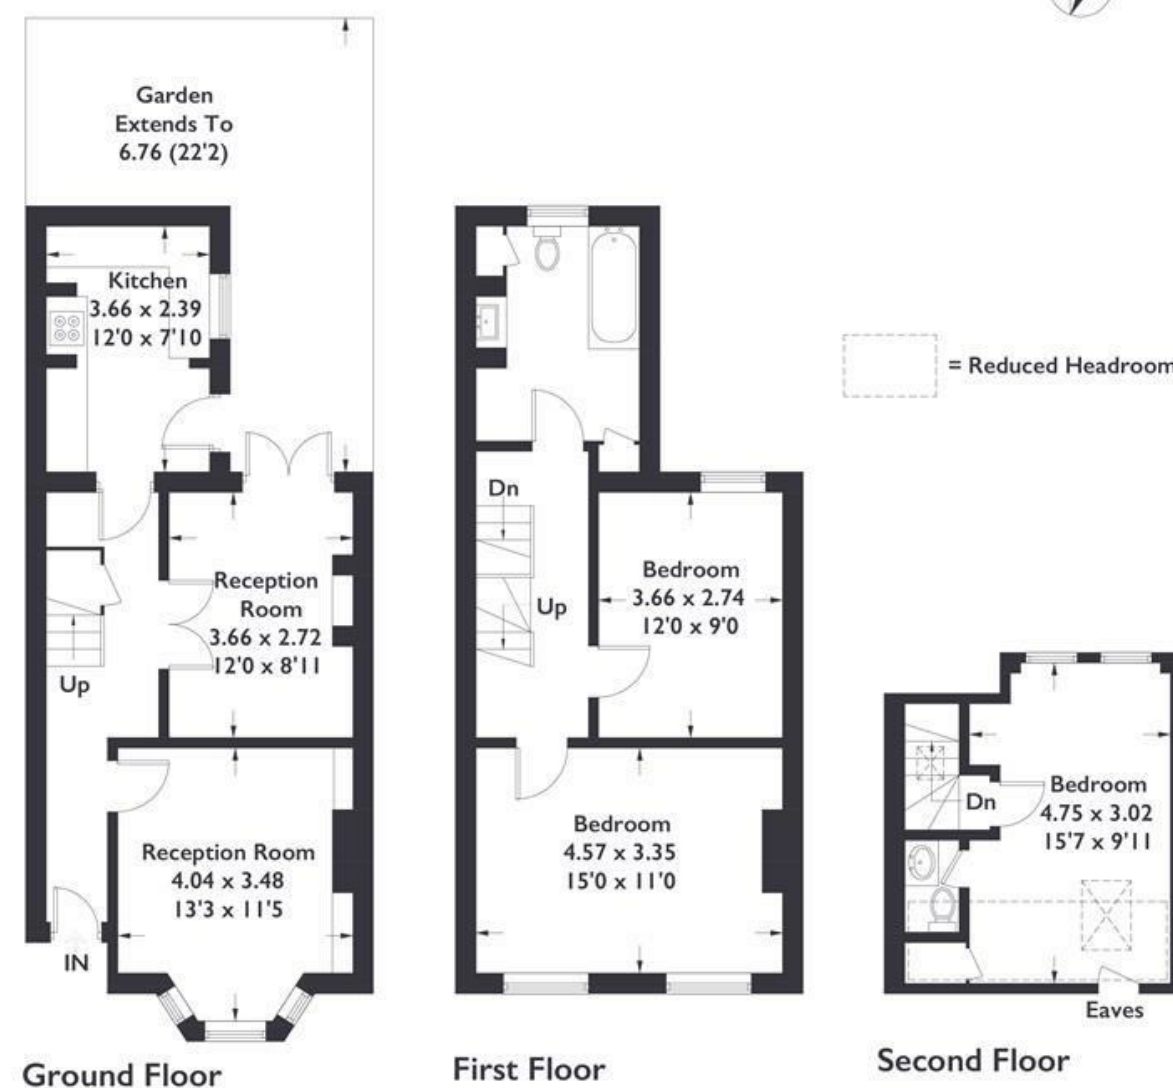 Garden
Extends To
6.76 (22'2)
Kitchen
3.66 x 2.39
12'0 x 7'10
Reception
Room
3.66 x 2.72
12'0 x 8'11
Up
Reception Room
4.04 x 3.48
13'3 x 11'5
IN
Ground Floor
Dn
Up
Bedroom
3.66 x 2.74
12'0 x 9'0
Bedroom
4.57 x 3.35
15'0 x 11'0
First Floor
= Reduced Headroom
Dn
Bedroom
4.75 x 3.02
15'7 x 9'11
Eaves
Second Floor